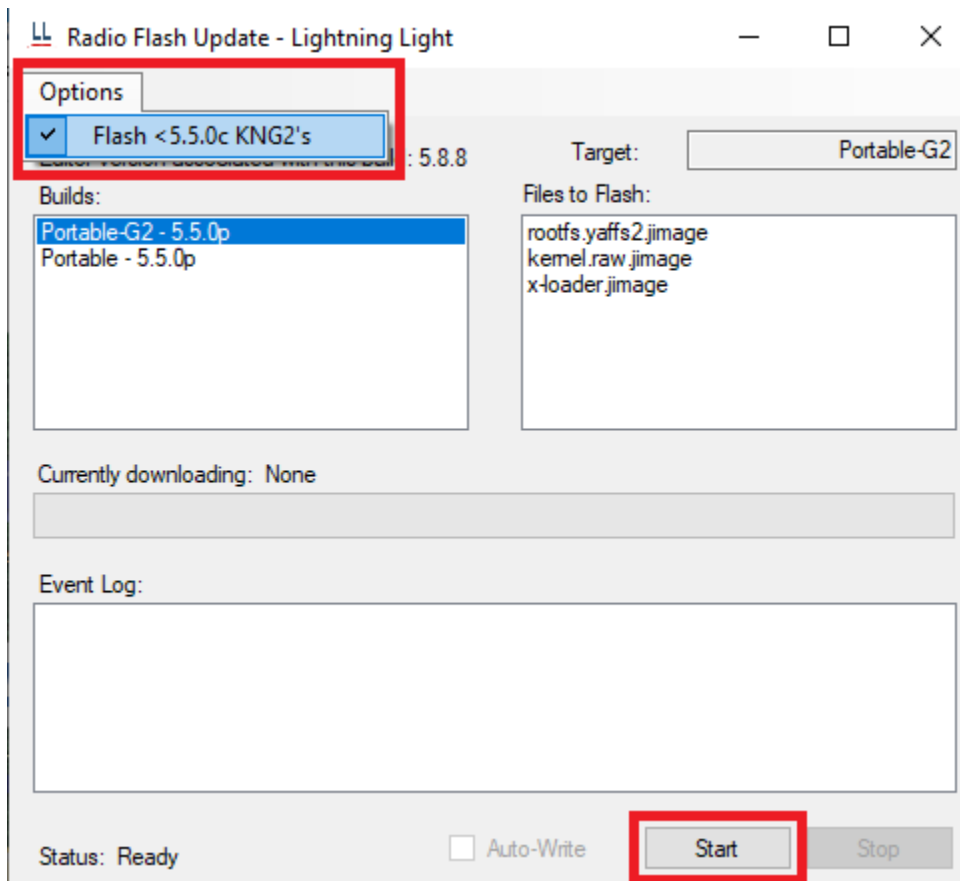 LL Radio Flash Update - Lightning Light
Options
Flash <5.5.0c KNG2's
: 5.8.8
Target: Portable-G2
Builds:
Portable-G2 - 5.5.0p
Portable - 5.5.0p
Files to Flash:
rootfs.yaffs2.jimage
kernel.raw.jimage
x-loader.jimage
Currently downloading: None
Event Log:
Status: Ready
Auto-Write
Start
Stop